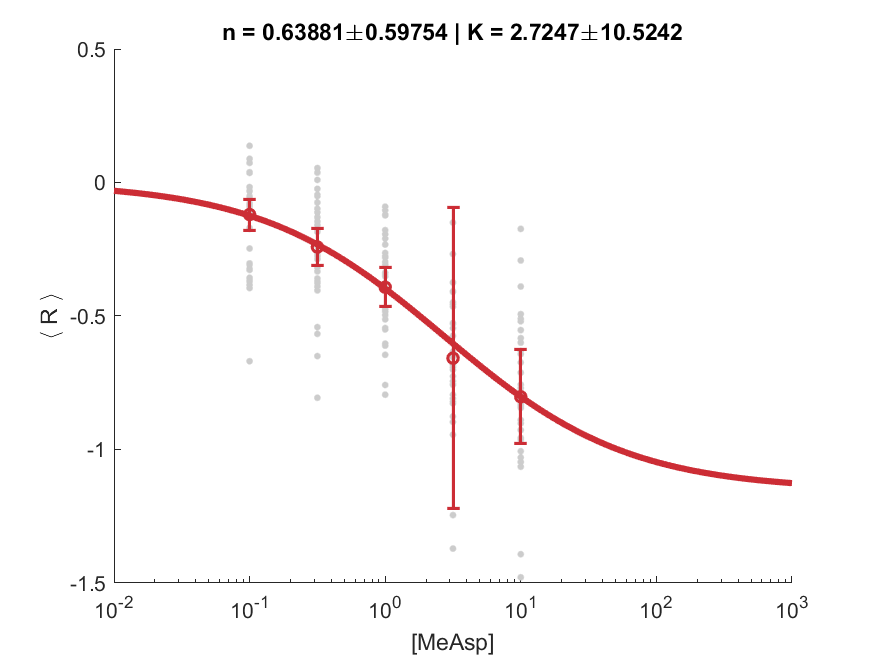 n = 0.63881±0.59754 | K = 2.7247±10.5242
0.5
0
-0.5
-1
-1.5
⟨ R ⟩
10^-2 10^-1 10^0 10^1 10^2 10^3
[MeAsp]